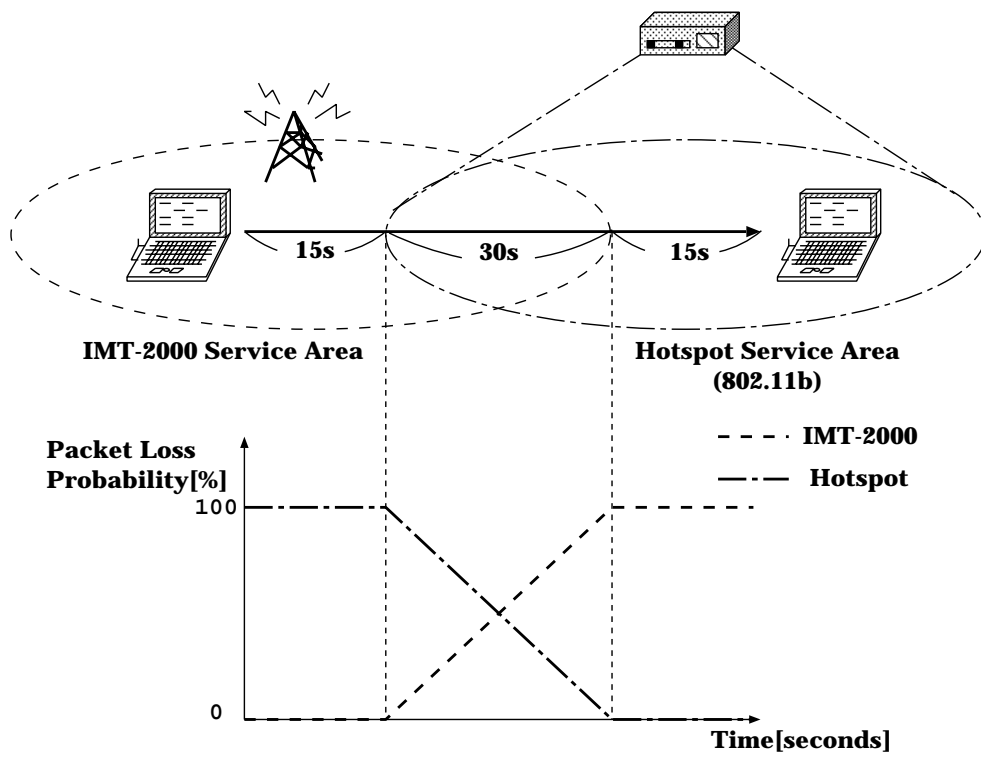 15s
30s
15s
IMT-2000 Service Area
Hotspot Service Area
(802.11b)
Packet Loss
Probability[%]
IMT-2000
Hotspot
100
0
Time[seconds]